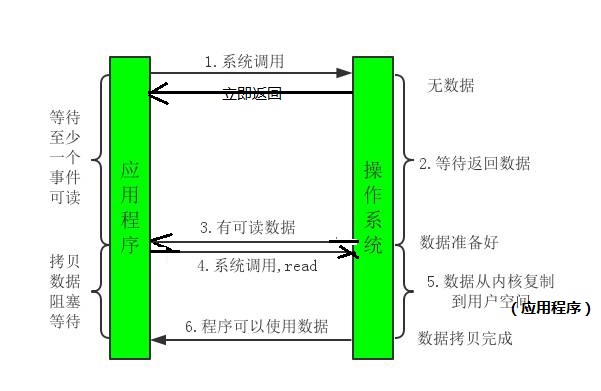 1.系统调用
立即返回
无数据
等待
至少
一个
事件
可读
应用程序
操作系统
2.等待返回数据
3.有可读数据
数据准备好
4.系统调用,read
拷贝
数据
阻塞
等待
5.数据从内核复制
到用户空间
(应用程序)
6.程序可以使用数据
数据拷贝完成